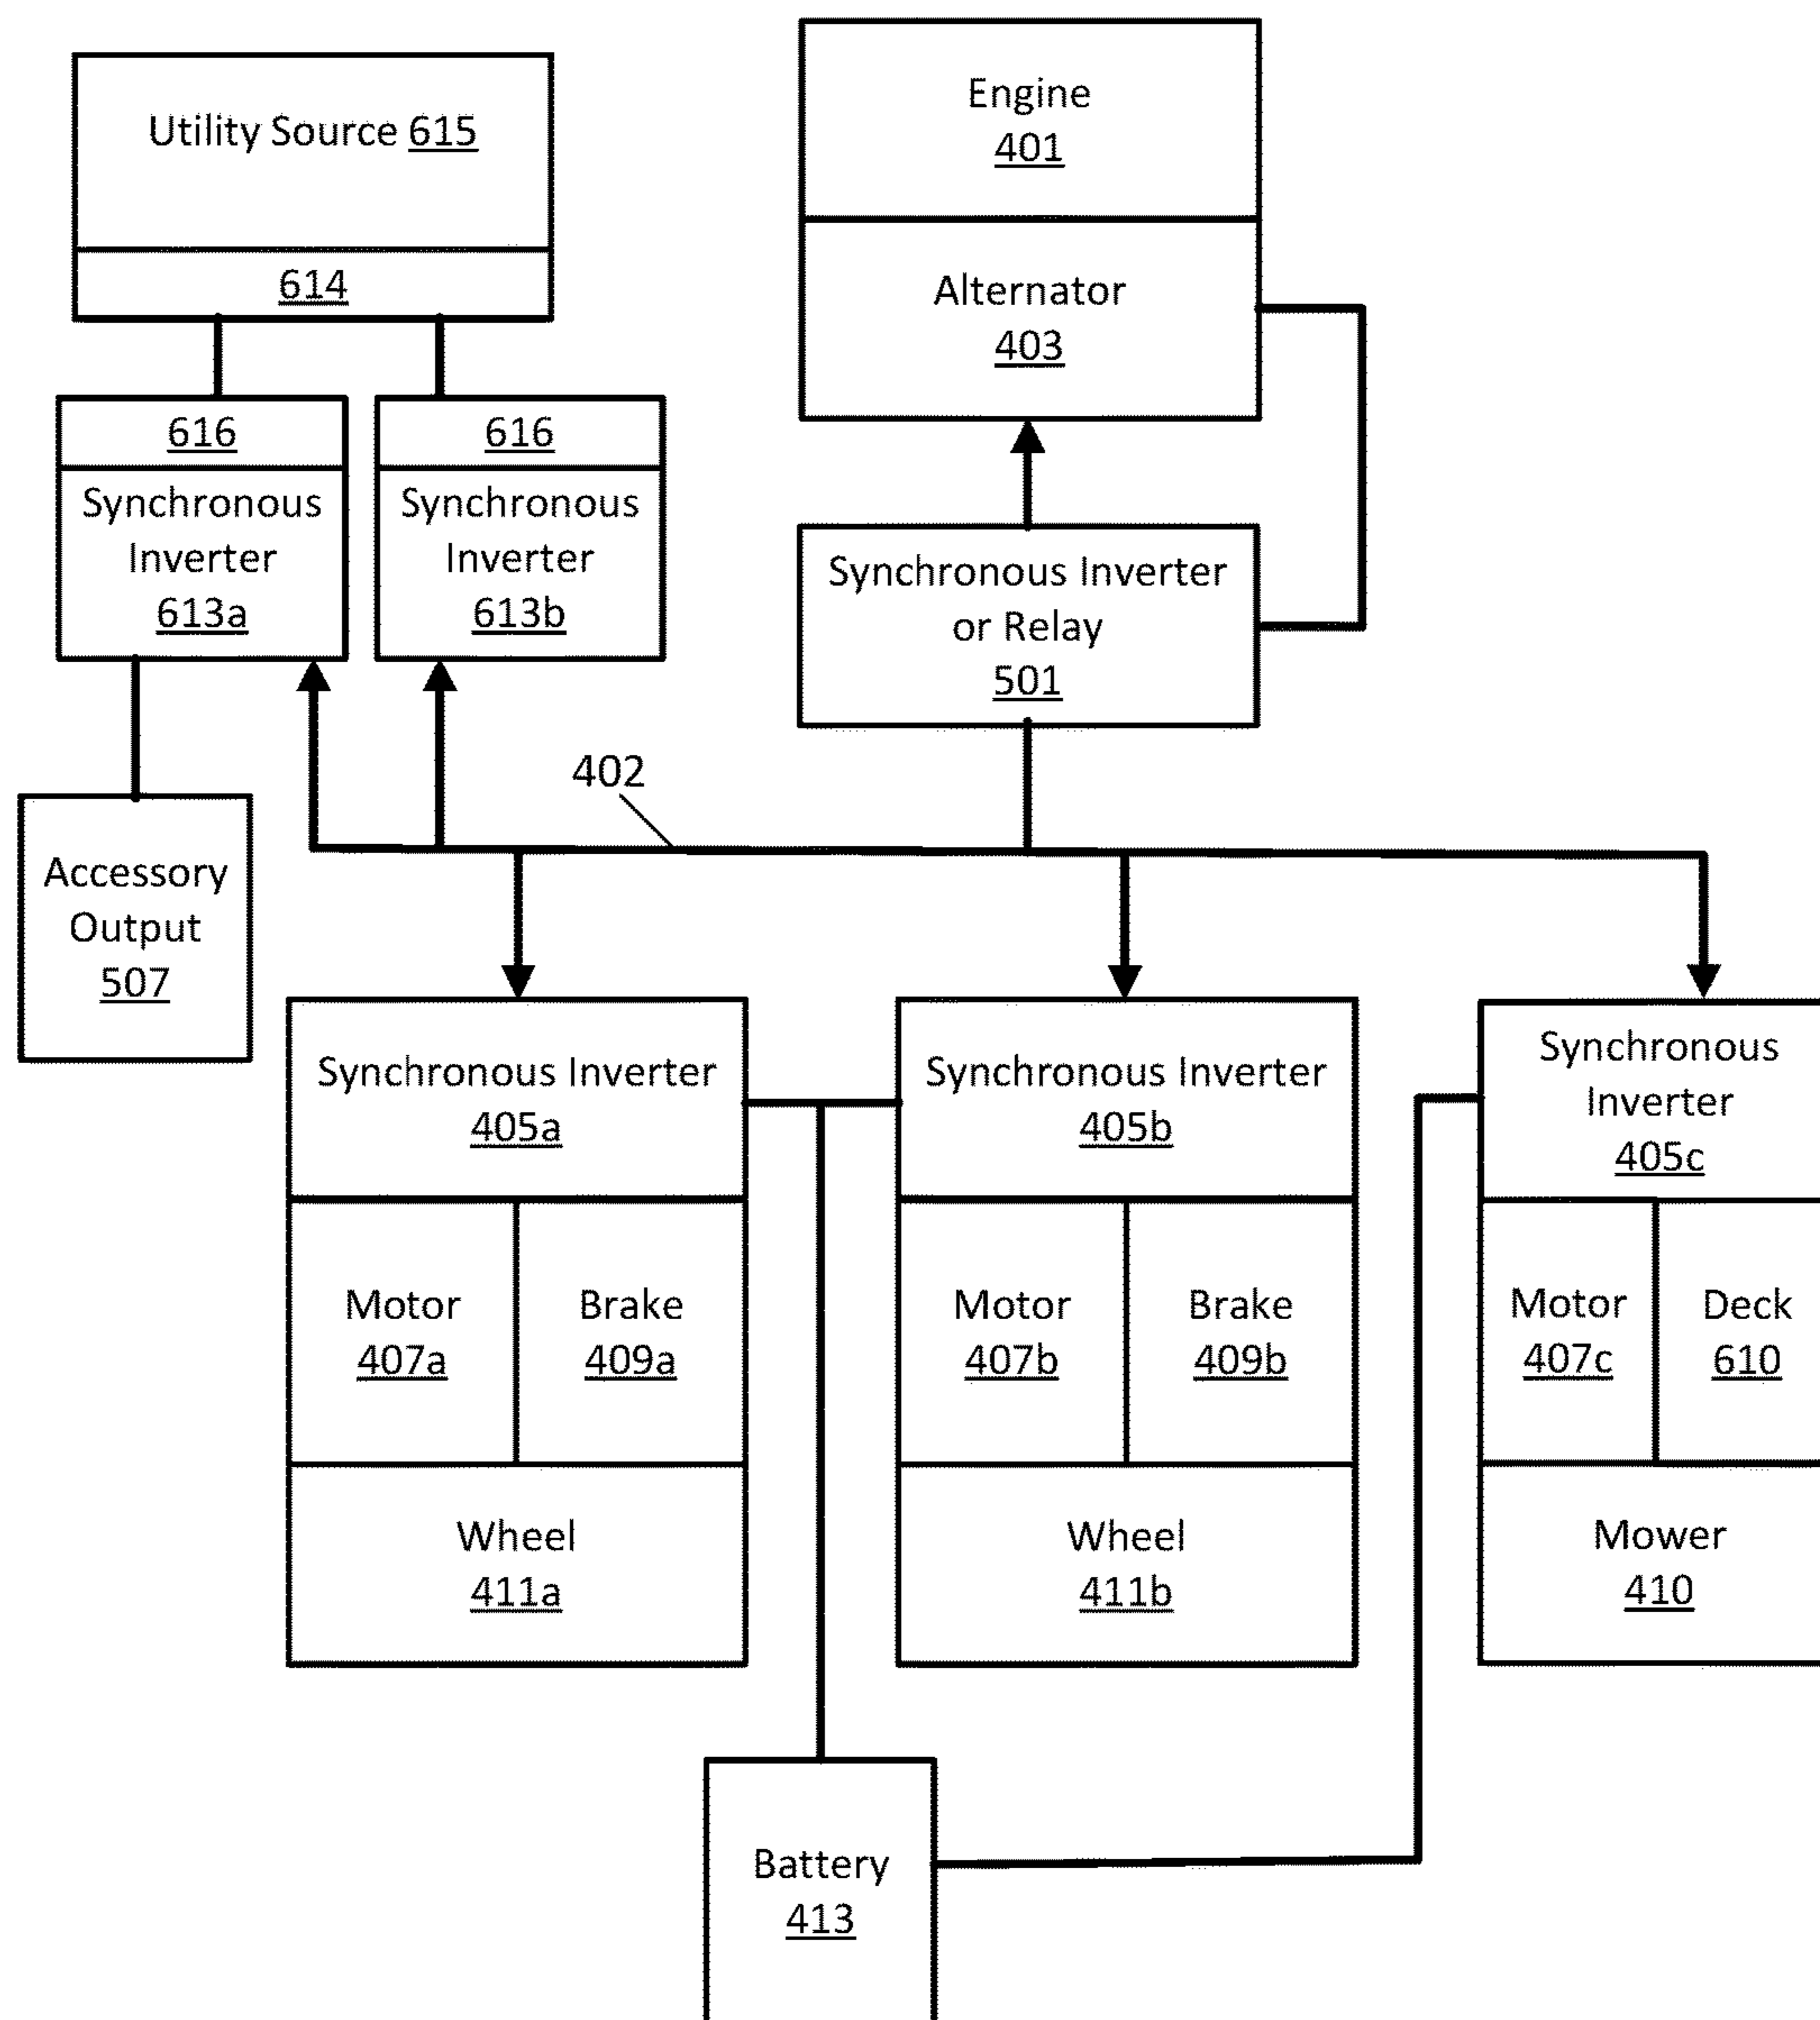 Utility Source 615
614
616
Synchronous
Inverter
613a
616
Synchronous
Inverter
613b
Engine
401
Alternator
403
Synchronous Inverter
or Relay
501
402
Accessory
Output
507
Synchronous Inverter
405a
Motor
407a
Brake
409a
Wheel
411a
Synchronous Inverter
405b
Motor
407b
Brake
409b
Wheel
411b
Synchronous
Inverter
405c
Motor
407c
Deck
610
Mower
410
Battery
413